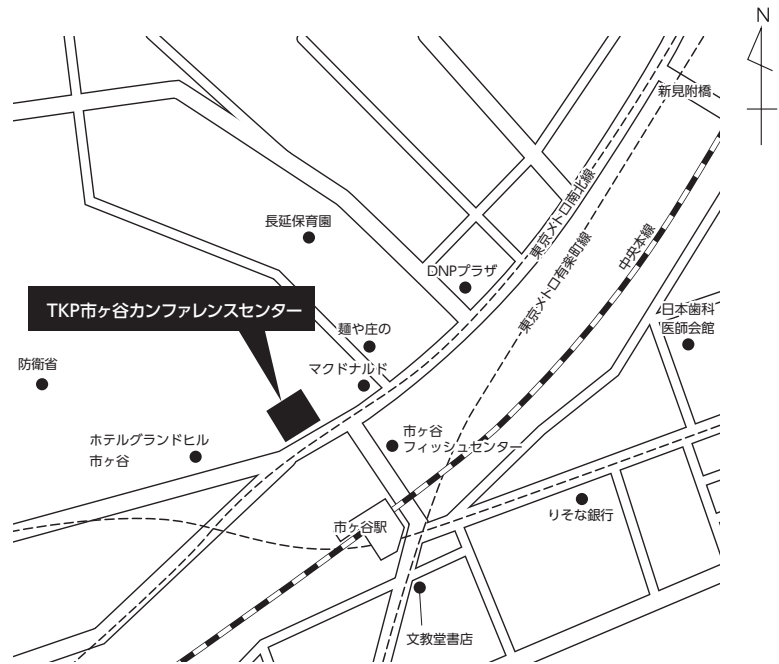 N
新見附橋
東京メトロ南北線
長延保育園
中央本線
東京メトロ有楽町線
DNPプラザ
TKP市ヶ谷カンファレンスセンター
日本歯科
医師会館
麺や庄の
防衛省
マクドナルド
ホテルグランドヒル
市ヶ谷
市ヶ谷
フィッシュセンター
りそな銀行
市ヶ谷駅
文教堂書店